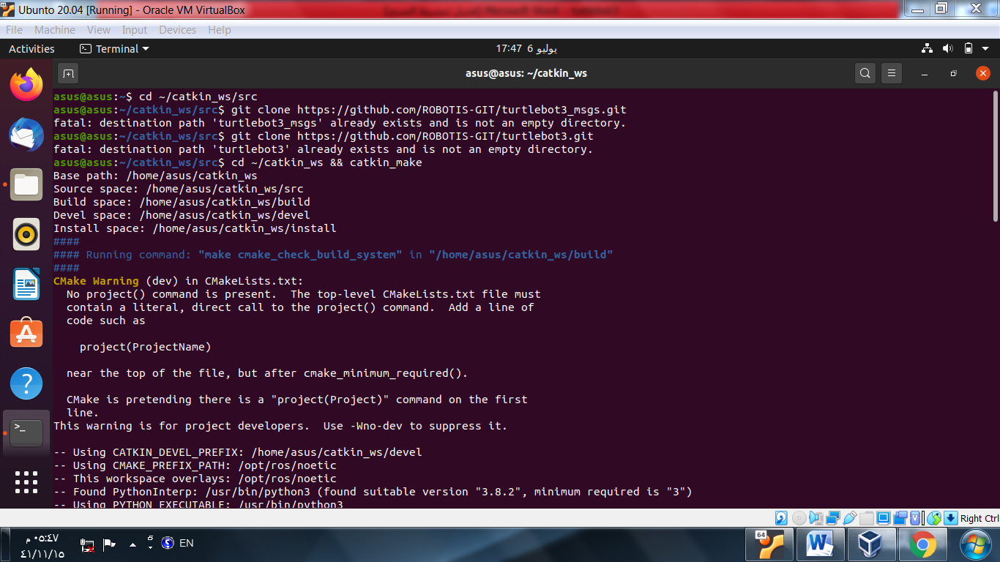 Ubunto 20.04 [Running] - Oracle VM VirtualBox
File Machine View Input Devices Help
Activities Terminal 17:47 6 يوليو
asus@asus: ~/catkin_ws
asus@asus:~$ cd ~/catkin_ws/src
asus@asus:~/catkin_ws/src$ git clone https://github.com/ROBOTIS-GIT/turtlebot3_msgs.git
fatal: destination path 'turtlebot3_msgs' already exists and is not an empty directory.
asus@asus:~/catkin_ws/src$ git clone https://github.com/ROBOTIS-GIT/turtlebot3.git
fatal: destination path 'turtlebot3' already exists and is not an empty directory.
asus@asus:~/catkin_ws/src$ cd ~/catkin_ws && catkin_make
Base path: /home/asus/catkin_ws
Source space: /home/asus/catkin_ws/src
Build space: /home/asus/catkin_ws/build
Devel space: /home/asus/catkin_ws/devel
Install space: /home/asus/catkin_ws/install
####
#### Running command: "make cmake_check_build_system" in "/home/asus/catkin_ws/build"
####
CMake Warning (dev) in CMakeLists.txt:
No project() command is present.  The top-level CMakeLists.txt file must
contain a literal, direct call to the project() command.  Add a line of
code such as
project(ProjectName)
near the top of the file, but after cmake_minimum_required().
CMake is pretending there is a "project(Project)" command on the first
line.
This warning is for project developers.  Use -Wno-dev to suppress it.
-- Using CATKIN_DEVEL_PREFIX: /home/asus/catkin_ws/devel
-- Using CMAKE_PREFIX_PATH: /opt/ros/noetic
-- This workspace overlays: /opt/ros/noetic
-- Found PythonInterp: /usr/bin/python3 (found suitable version "3.8.2", minimum required is "3")
-- Using PYTHON_EXECUTABLE: /usr/bin/python3
Right Ctrl
٠٥:٤٧ م
٤١/١١/١٥
EN
64